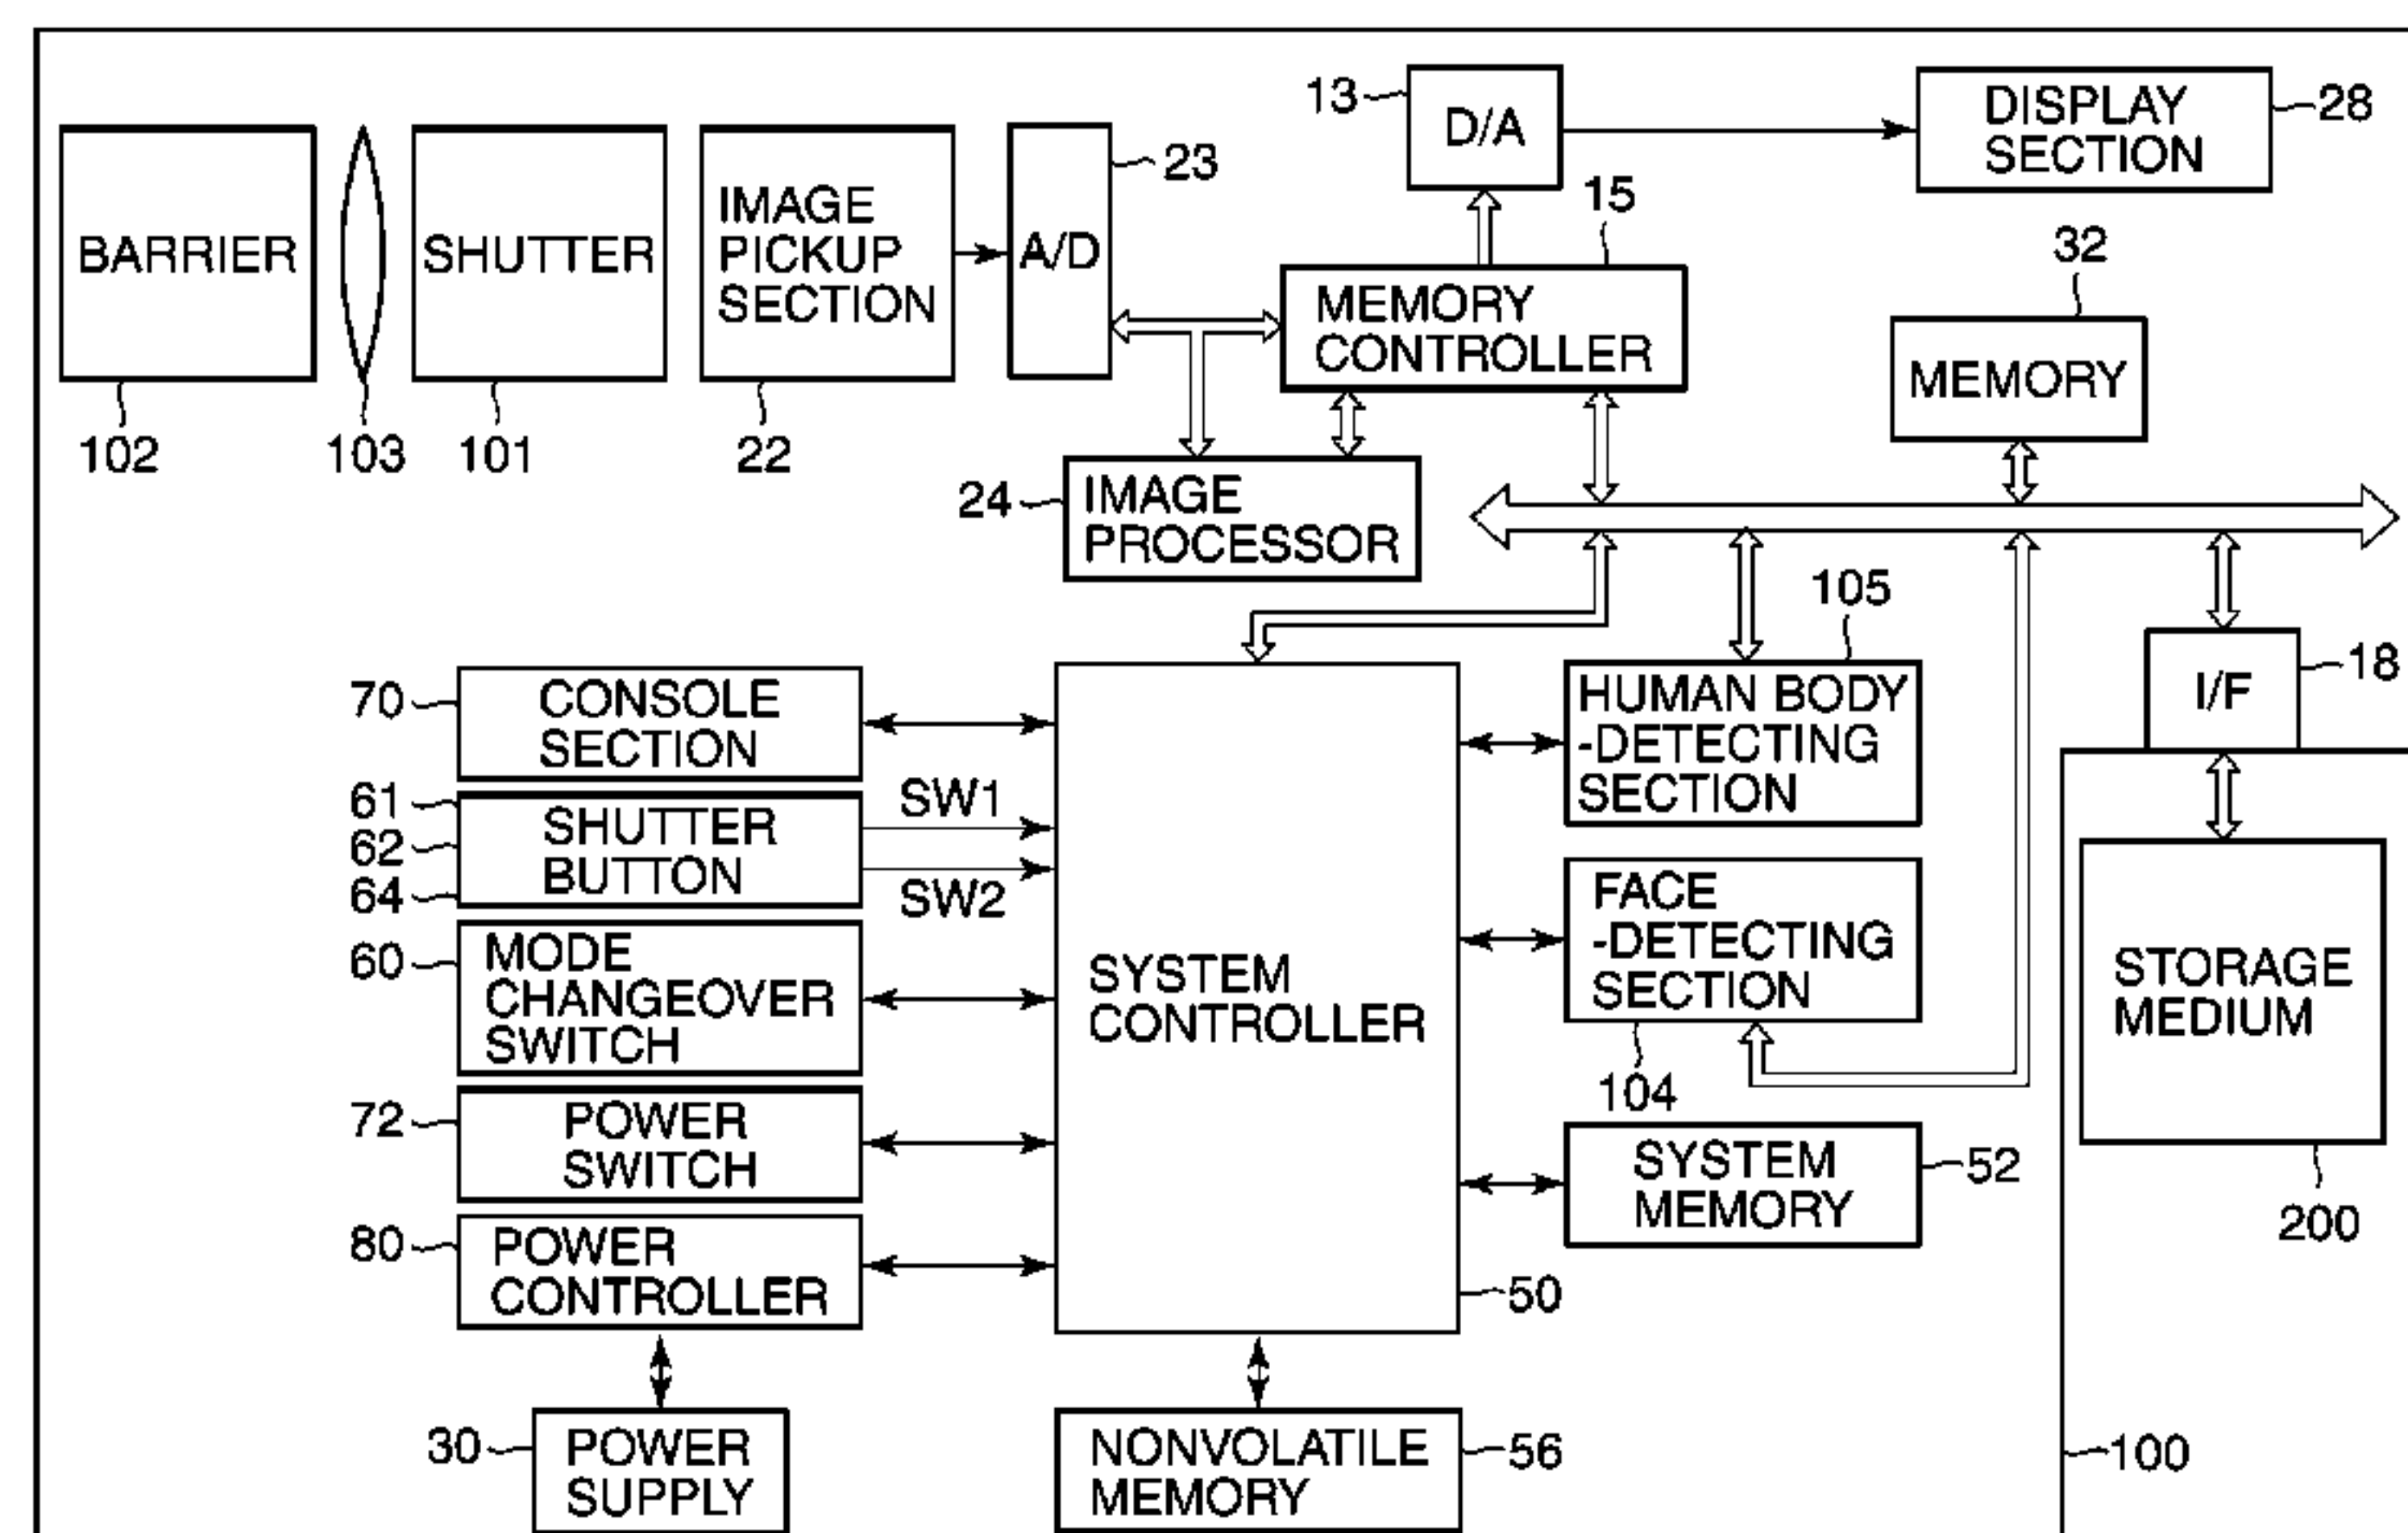 13
D/A
DISPLAY
SECTION
28
BARRIER
102
103
SHUTTER
101
IMAGE
PICKUP
SECTION
22
A/D
23
15
MEMORY
CONTROLLER
32
MEMORY
24
IMAGE
PROCESSOR
70
CONSOLE
SECTION
61
62
64
SHUTTER
BUTTON
SW1
SW2
60
MODE
CHANGEOVER
SWITCH
72
POWER
SWITCH
80
POWER
CONTROLLER
30
POWER
SUPPLY
SYSTEM
CONTROLLER
50
NONVOLATILE
MEMORY
56
105
HUMAN BODY
-DETECTING
SECTION
FACE
-DETECTING
SECTION
104
SYSTEM
MEMORY
52
18
I/F
STORAGE
MEDIUM
200
100